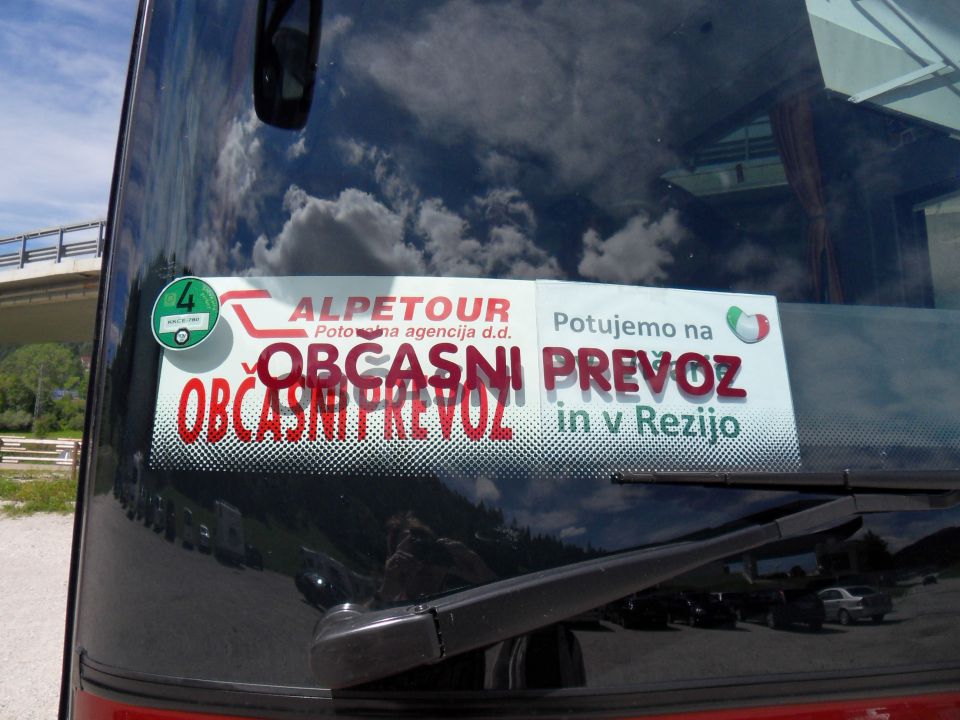 4
KKCE-780
ALPETOUR
Potovalna agencija d.d.
OBČASNI PREVOZ
OBČASNI PREVOZ
Potujemo na
in v Rezijo